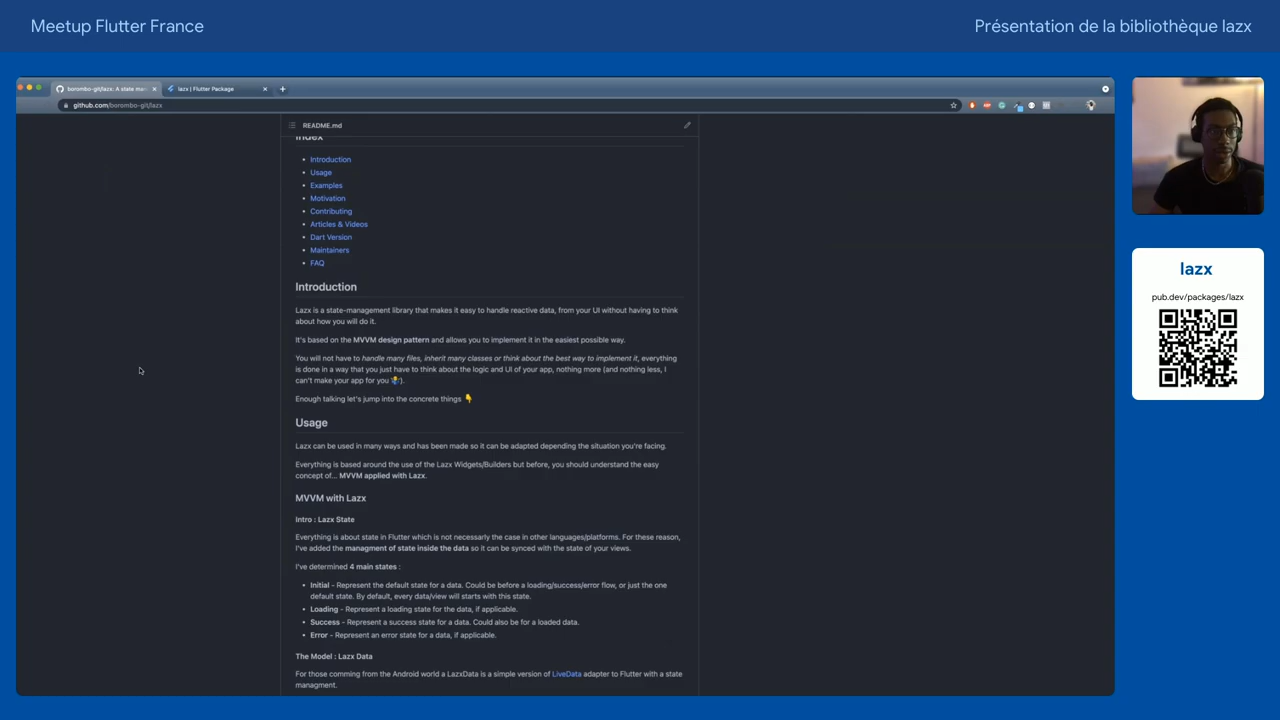 Meetup Flutter France
Présentation de la bibliothèque lazx
borombo-git/lazx: A state man
lazx | Flutter Package
github.com/borombo-git/lazx
README.md
Index
Introduction
Usage
Examples
Motivation
Contributing
Articles & Videos
Dart Version
Maintainers
FAQ
Introduction
Lazx is a state-management library that makes it easy to handle reactive data, from your UI without having to think
about how you will do it.
It's based on the MVVM design pattern and allows you to implement it in the easiest possible way.
You will not have to handle many files, inherit many classes or think about the best way to implement it, everything
is done in a way that you just have to think about the logic and UI of your app, nothing more (and nothing less, I
can't make your app for you 🤷‍♂️).
Enough talking let's jump into the concrete things 👇
Usage
Lazx can be used in many ways and has been made so it can be adapted depending the situation you're facing.
Everything is based around the use of the Lazx Widgets/Builders but before, you should understand the easy
concept of... MVVM applied with Lazx.
MVVM with Lazx
Intro : Lazx State
Everything is about state in Flutter which is not necessarly the case in other languages/platforms. For these reason,
I've added the managment of state inside the data so it can be synced with the state of your views.
I've determined 4 main states :
Initial - Represent the default state for a data. Could be before a loading/success/error flow, or just the one
default state. By default, every data/view will starts with this state.
Loading - Represent a loading state for the data, if applicable.
Success - Represent a success state for a data. Could also be for a loaded data.
Error - Represent an error state for a data, if applicable.
The Model : Lazx Data
For those comming from the Android world a LazxData is a simple version of LiveData adapter to Flutter with a state
managment.
lazx
pub.dev/packages/lazx